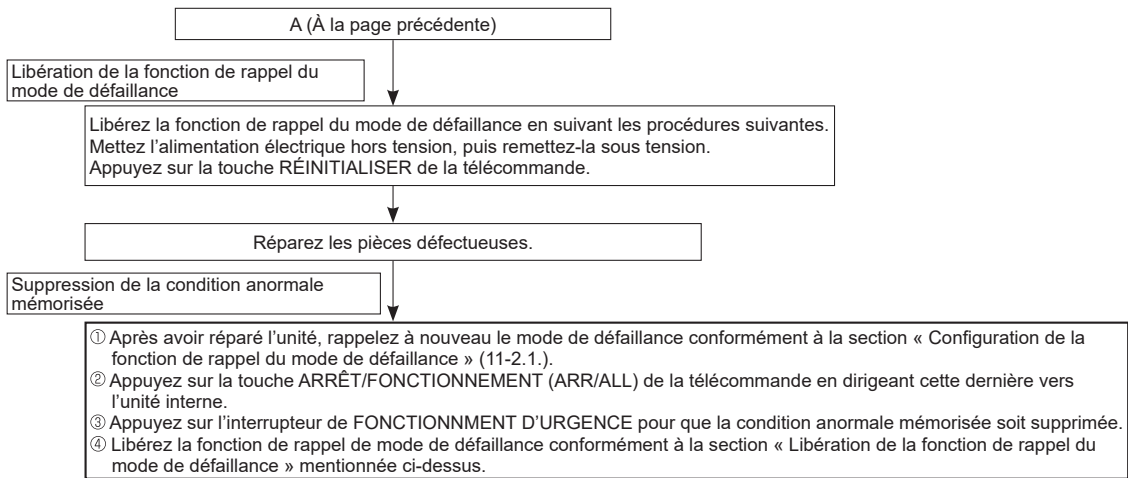 A (À la page précédente)
Libération de la fonction de rappel du
mode de défaillance
Libérez la fonction de rappel du mode de défaillance en suivant les procédures suivantes.
Mettez l’alimentation électrique hors tension, puis remettez-la sous tension.
Appuyez sur la touche RÉINITIALISER de la télécommande.
Réparez les pièces défectueuses.
Suppression de la condition anormale
mémorisée
① Après avoir réparé l’unité, rappelez à nouveau le mode de défaillance conformément à la section « Configuration de la
fonction de rappel du mode de défaillance » (11-2.1.).
② Appuyez sur la touche ARRÊT/FONCTIONNEMENT (ARR/ALL) de la télécommande en dirigeant cette dernière vers
l’unité interne.
③ Appuyez sur l’interrupteur de FONCTIONNMENT D’URGENCE pour que la condition anormale mémorisée soit supprimée.
④ Libérez la fonction de rappel de mode de défaillance conformément à la section « Libération de la fonction de rappel du
mode de défaillance » mentionnée ci-dessus.